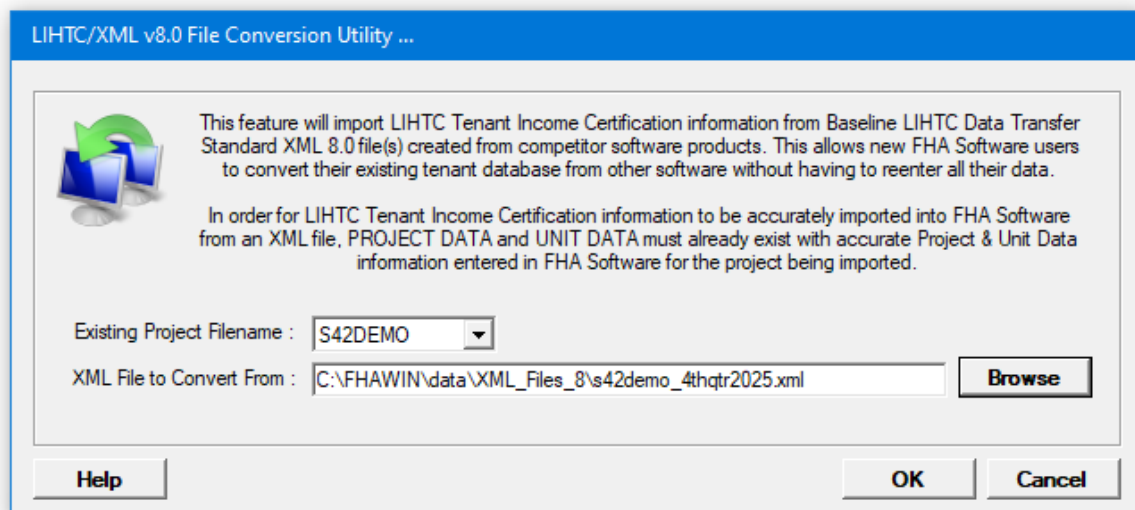 LIHTC/XML v8.0 File Conversion Utility ...
This feature will import LIHTC Tenant Income Certification information from Baseline LIHTC Data Transfer
Standard XML 8.0 file(s) created from competitor software products. This allows new FHA Software users
to convert their existing tenant database from other software without having to reenter all their data.
In order for LIHTC Tenant Income Certification information to be accurately imported into FHA Software
from an XML file, PROJECT DATA and UNIT DATA must already exist with accurate Project & Unit Data
information entered in FHA Software for the project being imported.
Existing Project Filename : S42DEMO
XML File to Convert From : C:\FHAWIN\data\XML_Files_8\s42demo_4thqtr2025.xml Browse
Help OK Cancel